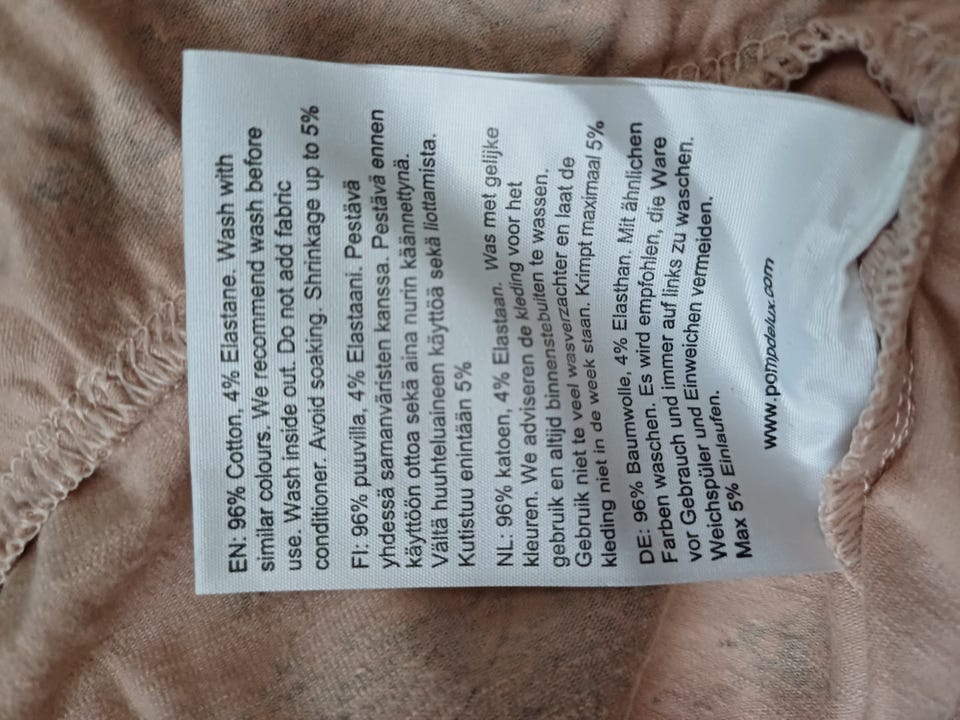 EN: 96% Cotton, 4% Elastane. Wash with
similar colours. We recommend wash before
use. Wash inside out. Do not add fabric
conditioner. Avoid soaking. Shrinkage up to 5%
FI: 96% puuvilla, 4% Elastaani. Pestävä
yhdessä samanväristen kanssa. Pestävä ennen
käyttöön ottoa sekä aina nurin käännettynä.
Vältä huuhteluaineen käyttöä sekä liottamista.
Kutistuu enintään 5%
NL: 96% katoen, 4% Elastaan. Was met gelijke
kleuren. We adviseren de kleding voor het
gebruik en altijd binnenstebuiten te wassen.
Gebruik niet te veel wasverzachter en laat de
kleding niet in de week staan. Krimpt maximaal 5%
DE: 96% Baumwolle, 4% Elasthan. Mit ähnlichen
Farben waschen. Es wird empfohlen, die Ware
vor Gebrauch und immer auf links zu waschen.
Weichspüler und Einweichen vermeiden.
Max 5% Einlaufen.
www.pompdelux.com